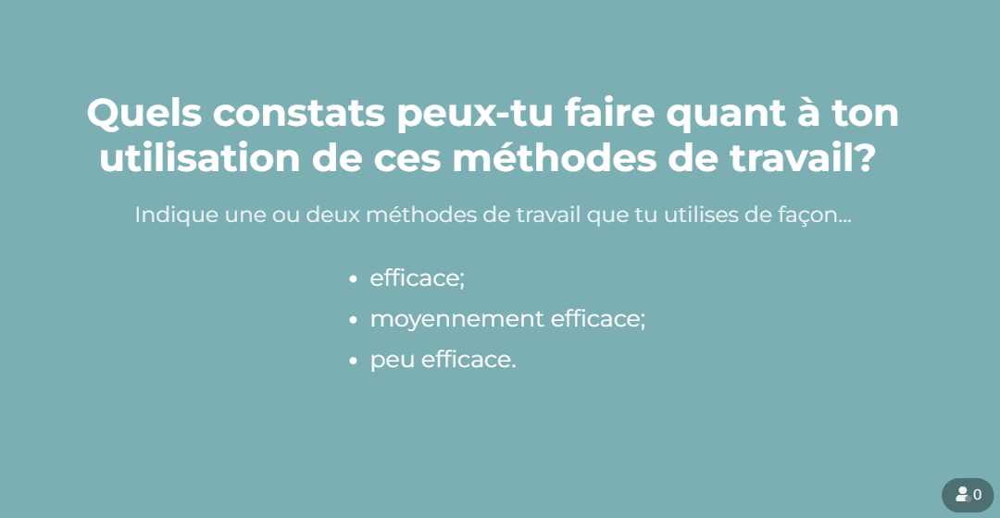 Quels constats peux-tu faire quant à ton
utilisation de ces méthodes de travail?
Indique une ou deux méthodes de travail que tu utilises de façon...
• efficace;
• moyennement efficace;
• peu efficace.
0